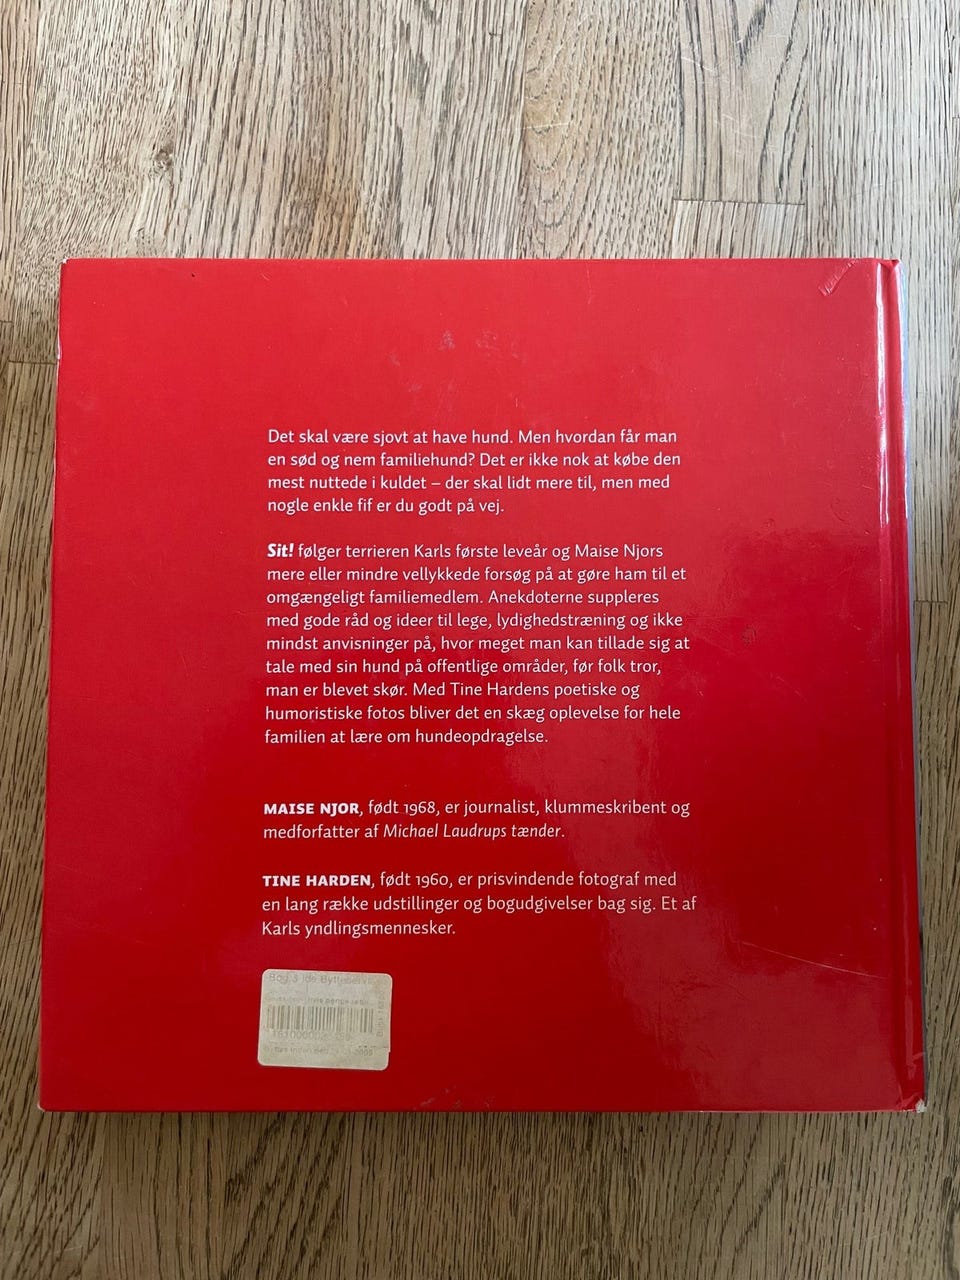 Det skal være sjovt at have hund. Men hvordan får man
en sød og nem familiehund? Det er ikke nok at købe den
mest nuttede i kuldet – der skal lidt mere til, men med
nogle enkle fif er du godt på vej.
Sit! følger terrieren Karls første leveår og Maise Njors
mere eller mindre vellykkede forsøg på at gøre ham til et
omgængeligt familiemedlem. Anekdoterne suppleres
med gode råd og ideer til lege, lydighedstræning og ikke
mindst anvisninger på, hvor meget man kan tillade sig at
tale med sin hund på offentlige områder, før folk tror,
man er blevet skør. Med Tine Hardens poetiske og
humoristiske fotos bliver det en skæg oplevelse for hele
familien at lære om hundeopdragelse.
MAISE NJOR, født 1968, er journalist, klummeskribent og
medforfatter af Michael Laudrups tænder.
TINE HARDEN, født 1960, er prisvindende fotograf med
en lang række udstillinger og bogudgivelser bag sig. Et af
Karls yndlingsmennesker.
Bog & ide